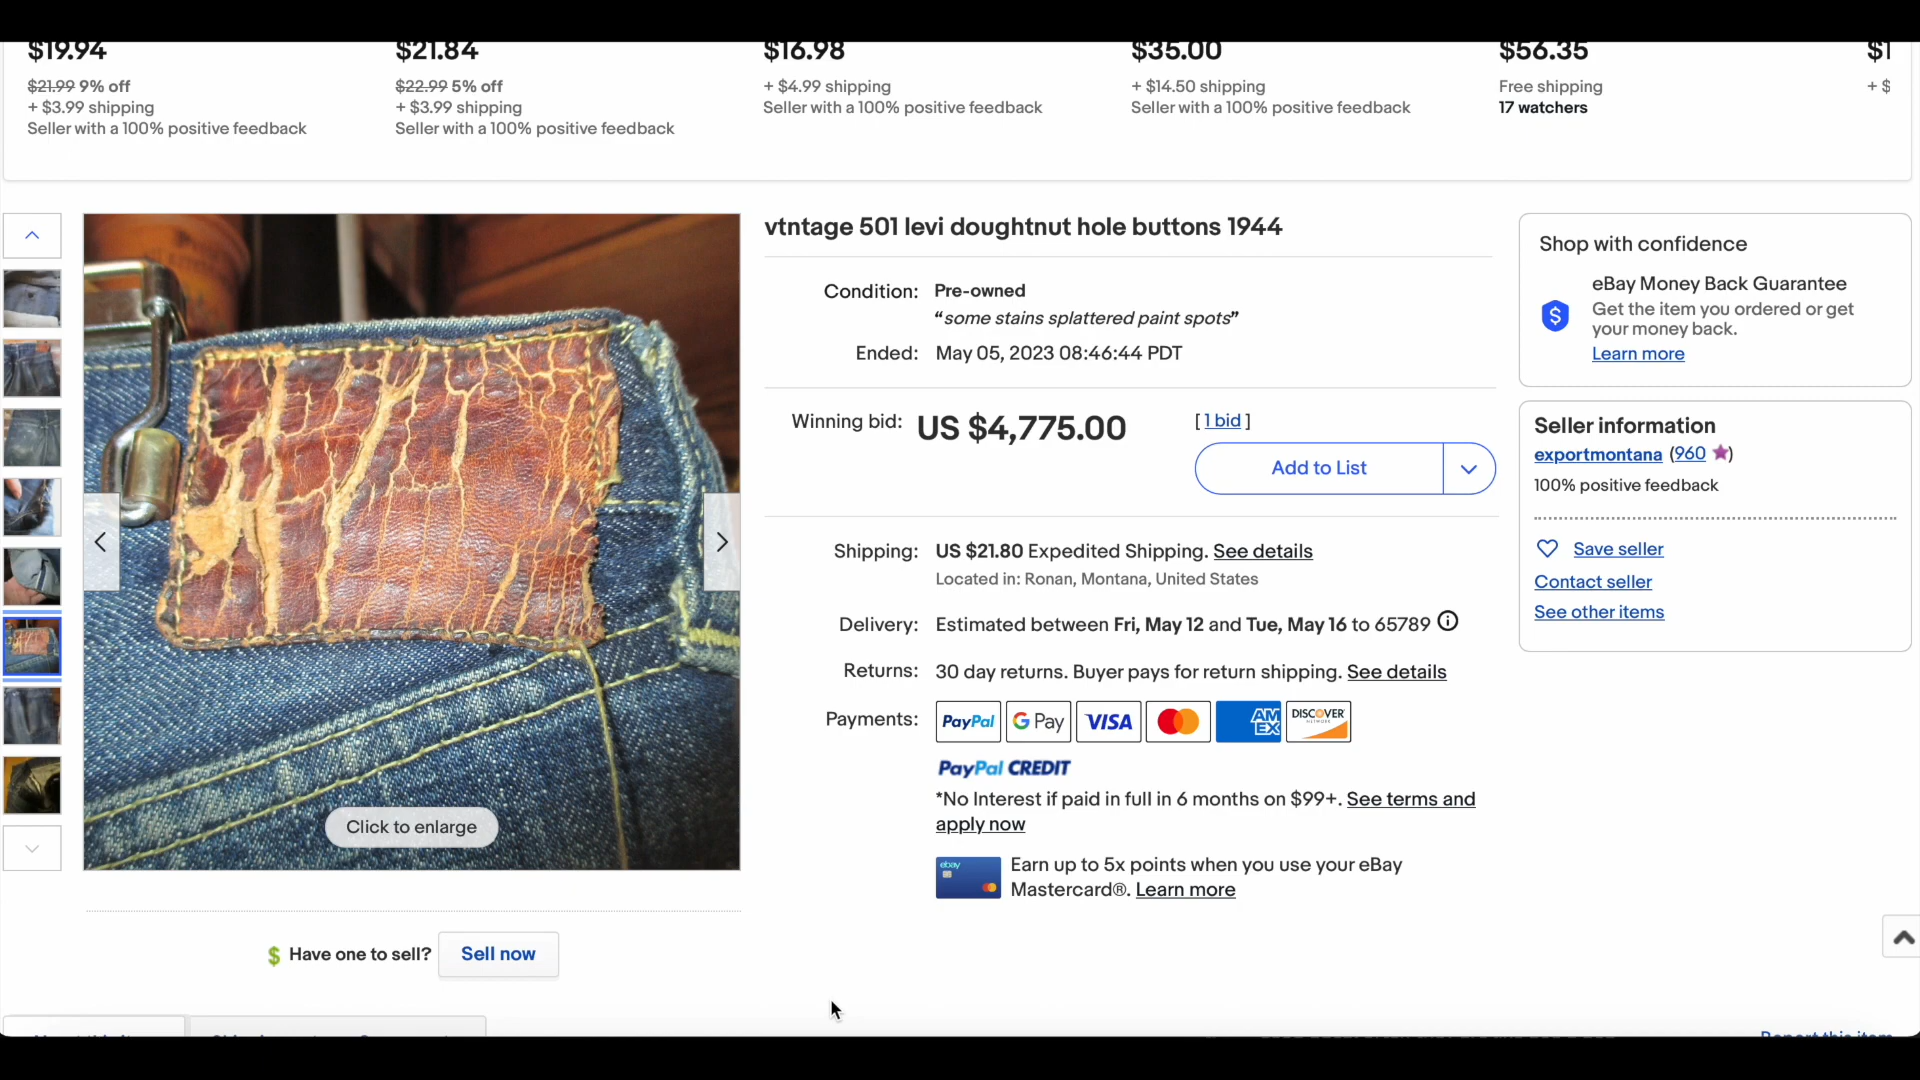 $19.94
$21.99 9% off
+ $3.99 shipping
Seller with a 100% positive feedback
$21.84
$22.99 5% off
+ $3.99 shipping
Seller with a 100% positive feedback
$16.98
+ $4.99 shipping
Seller with a 100% positive feedback
$35.00
+ $14.50 shipping
Seller with a 100% positive feedback
$56.35
Free shipping
17 watchers
$1
+ $
vtntage 501 levi doughtnut hole buttons 1944
Condition: Pre-owned
“some stains splattered paint spots”
Ended: May 05, 2023 08:46:44 PDT
Winning bid: US $4,775.00 [ 1 bid ]
Add to List
Shipping: US $21.80 Expedited Shipping. See details
Located in: Ronan, Montana, United States
Delivery: Estimated between Fri, May 12 and Tue, May 16 to 65789
Returns: 30 day returns. Buyer pays for return shipping. See details
Payments: PayPal G Pay VISA AM EX DISCOVER NETWORK
PayPal CREDIT
*No Interest if paid in full in 6 months on $99+. See terms and
apply now
ebay
Earn up to 5x points when you use your eBay
Mastercard®. Learn more
Shop with confidence
eBay Money Back Guarantee
Get the item you ordered or get
your money back.
Learn more
Seller information
exportmontana (960)
100% positive feedback
Save seller
Contact seller
See other items
Click to enlarge
Have one to sell? Sell now
Report this item